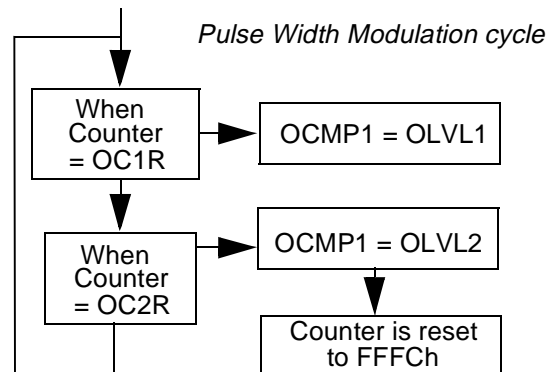 Pulse Width Modulation cycle
When
Counter
= OC1R
OCMP1 = OLVL1
When
Counter
= OC2R
OCMP1 = OLVL2
Counter is reset
to FFFCh